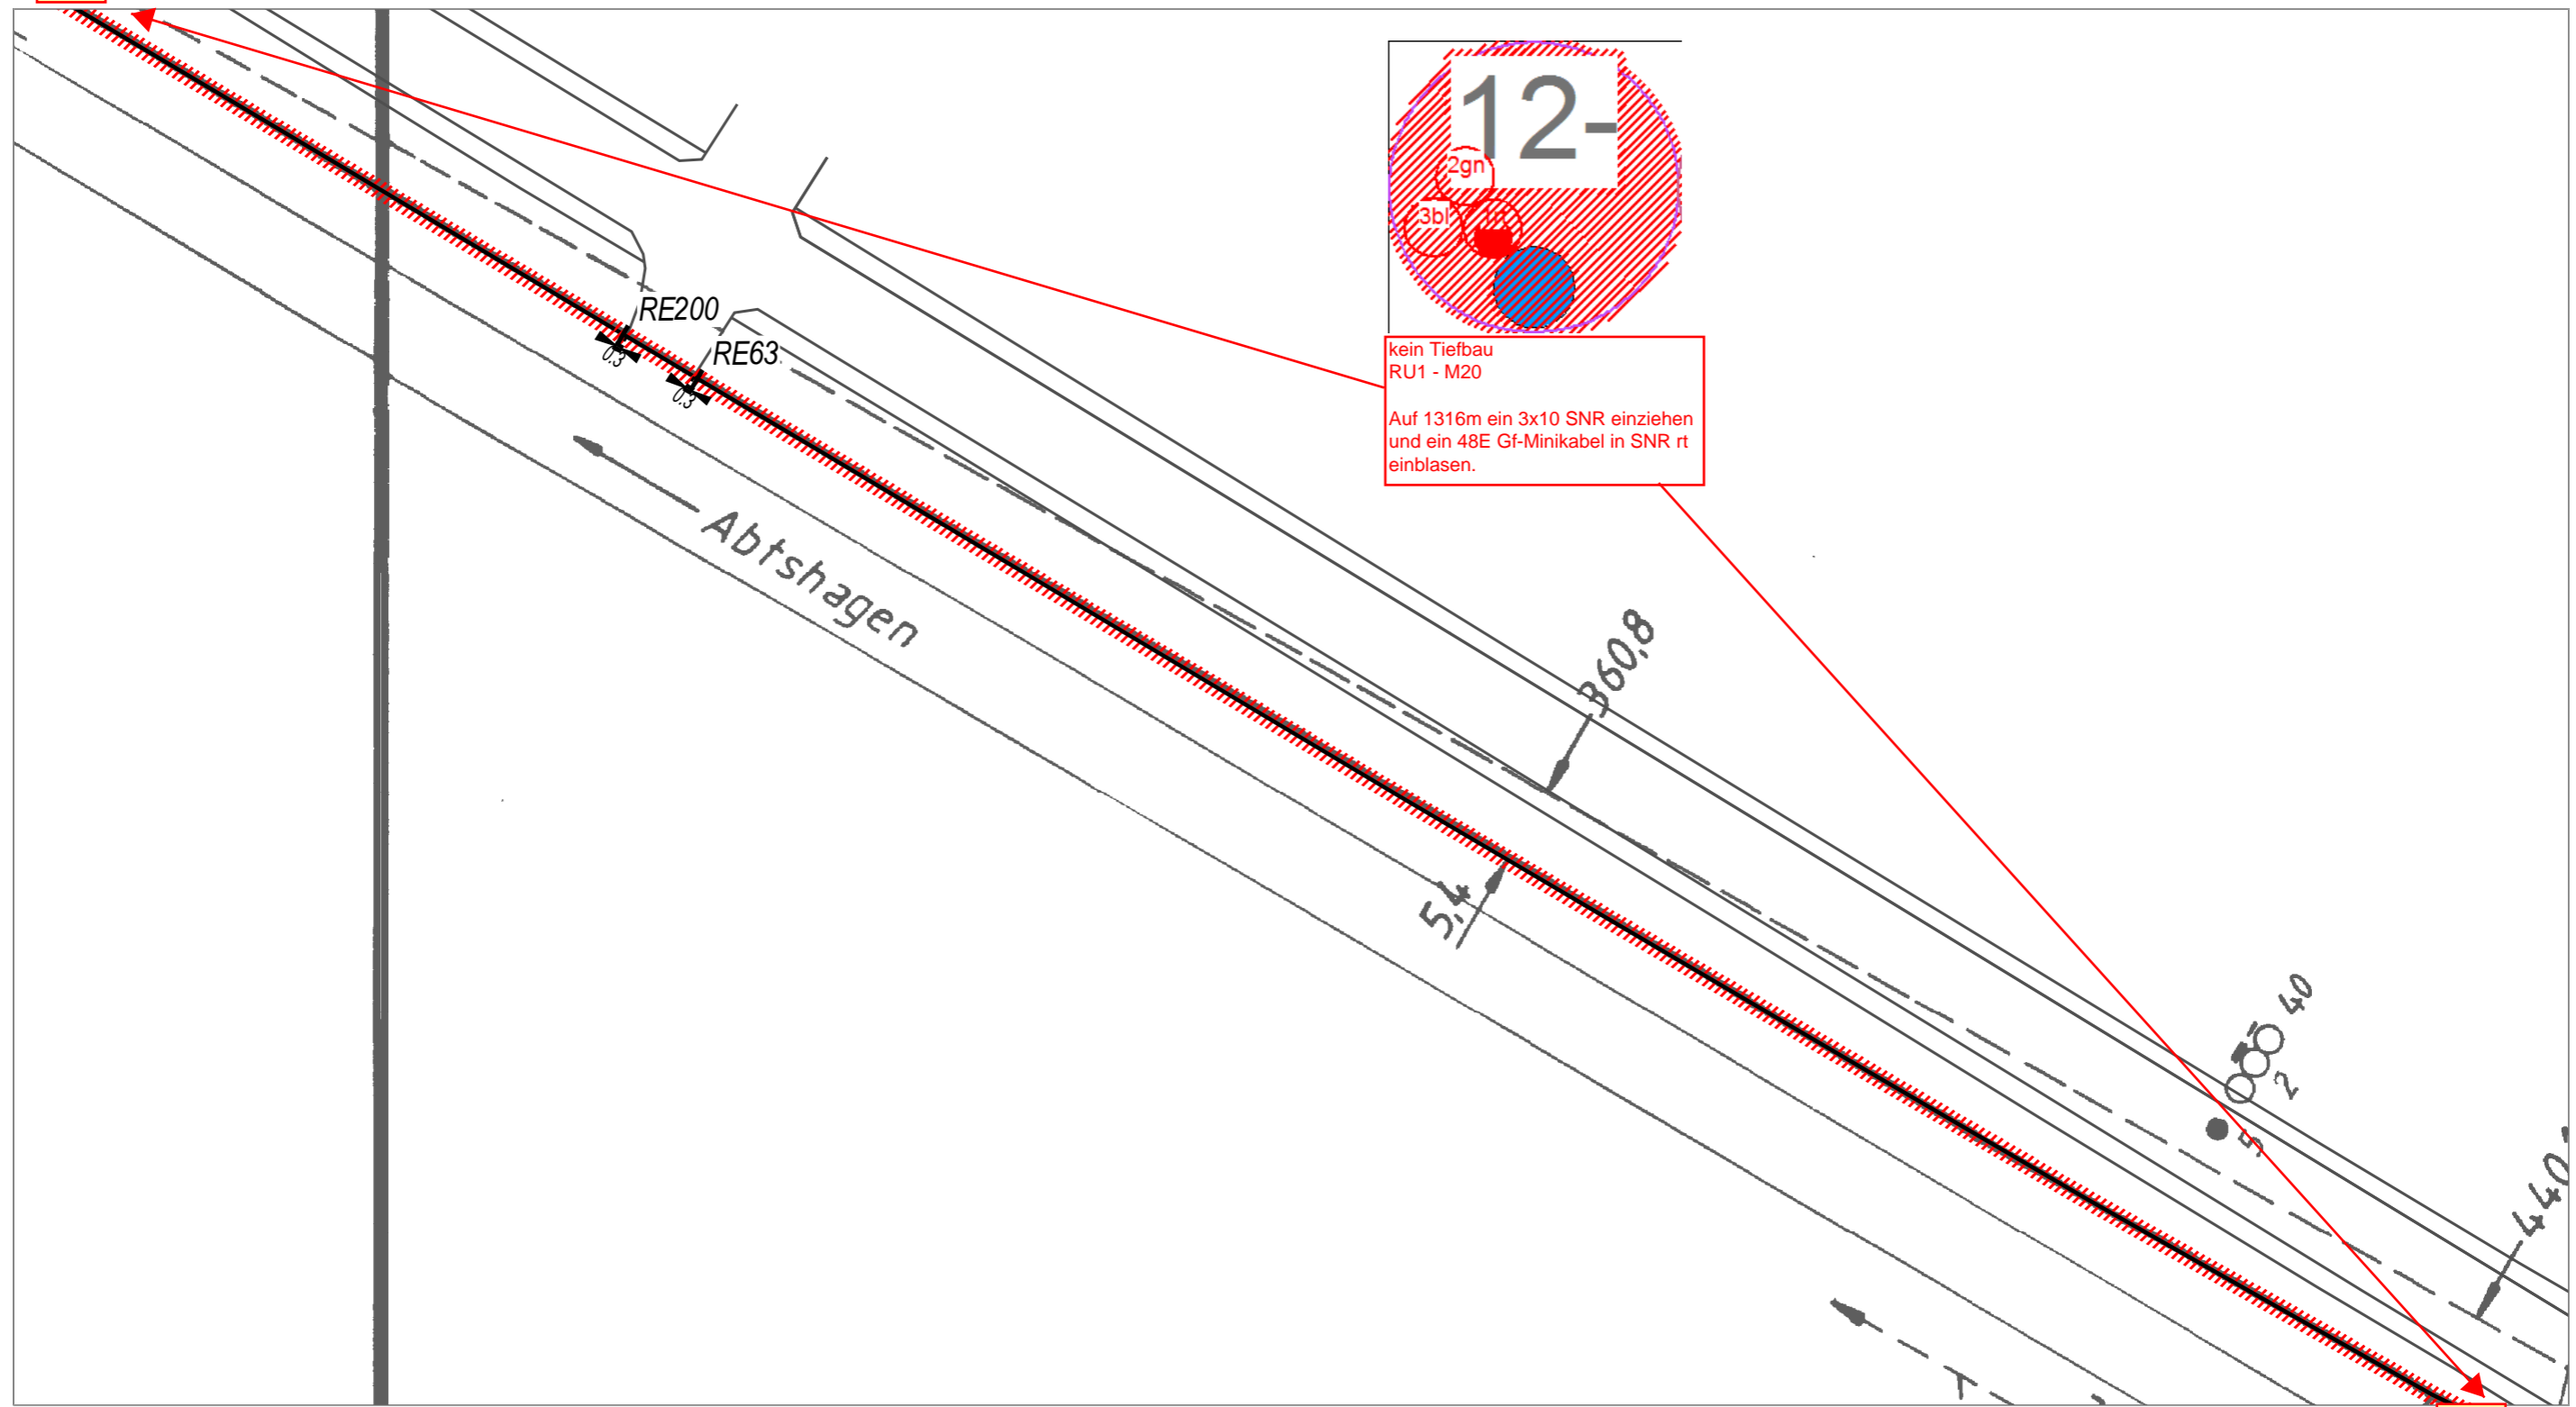 12-
2gn
3bl
1rt
kein Tiefbau
RU1 - M20
Auf 1316m ein 3x10 SNR einziehen
und ein 48E Gf-Minikabel in SNR rt
einblasen.
RE200
0.3
RE63
0.3
Abtshagen
360,8
5,4
40
2
5
440,